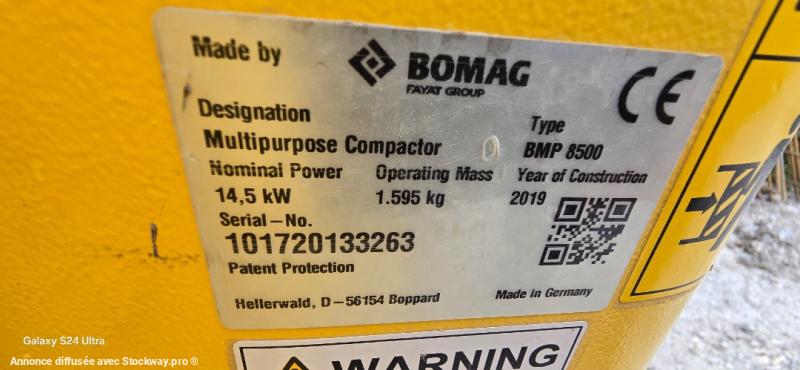 Made by
BOMAG
FAYAT GROUP
CE
Designation
Multipurpose Compactor
Type
BMP 8500
Nominal Power
14,5 kW
Operating Mass
1.595 kg
Year of Construction
2019
Serial-No.
101720133263
Patent Protection
Hellerwald, D-56154 Boppard
Made in Germany
WARNING
Galaxy S24 Ultra
Annonce diffusée avec Stockway.pro ®